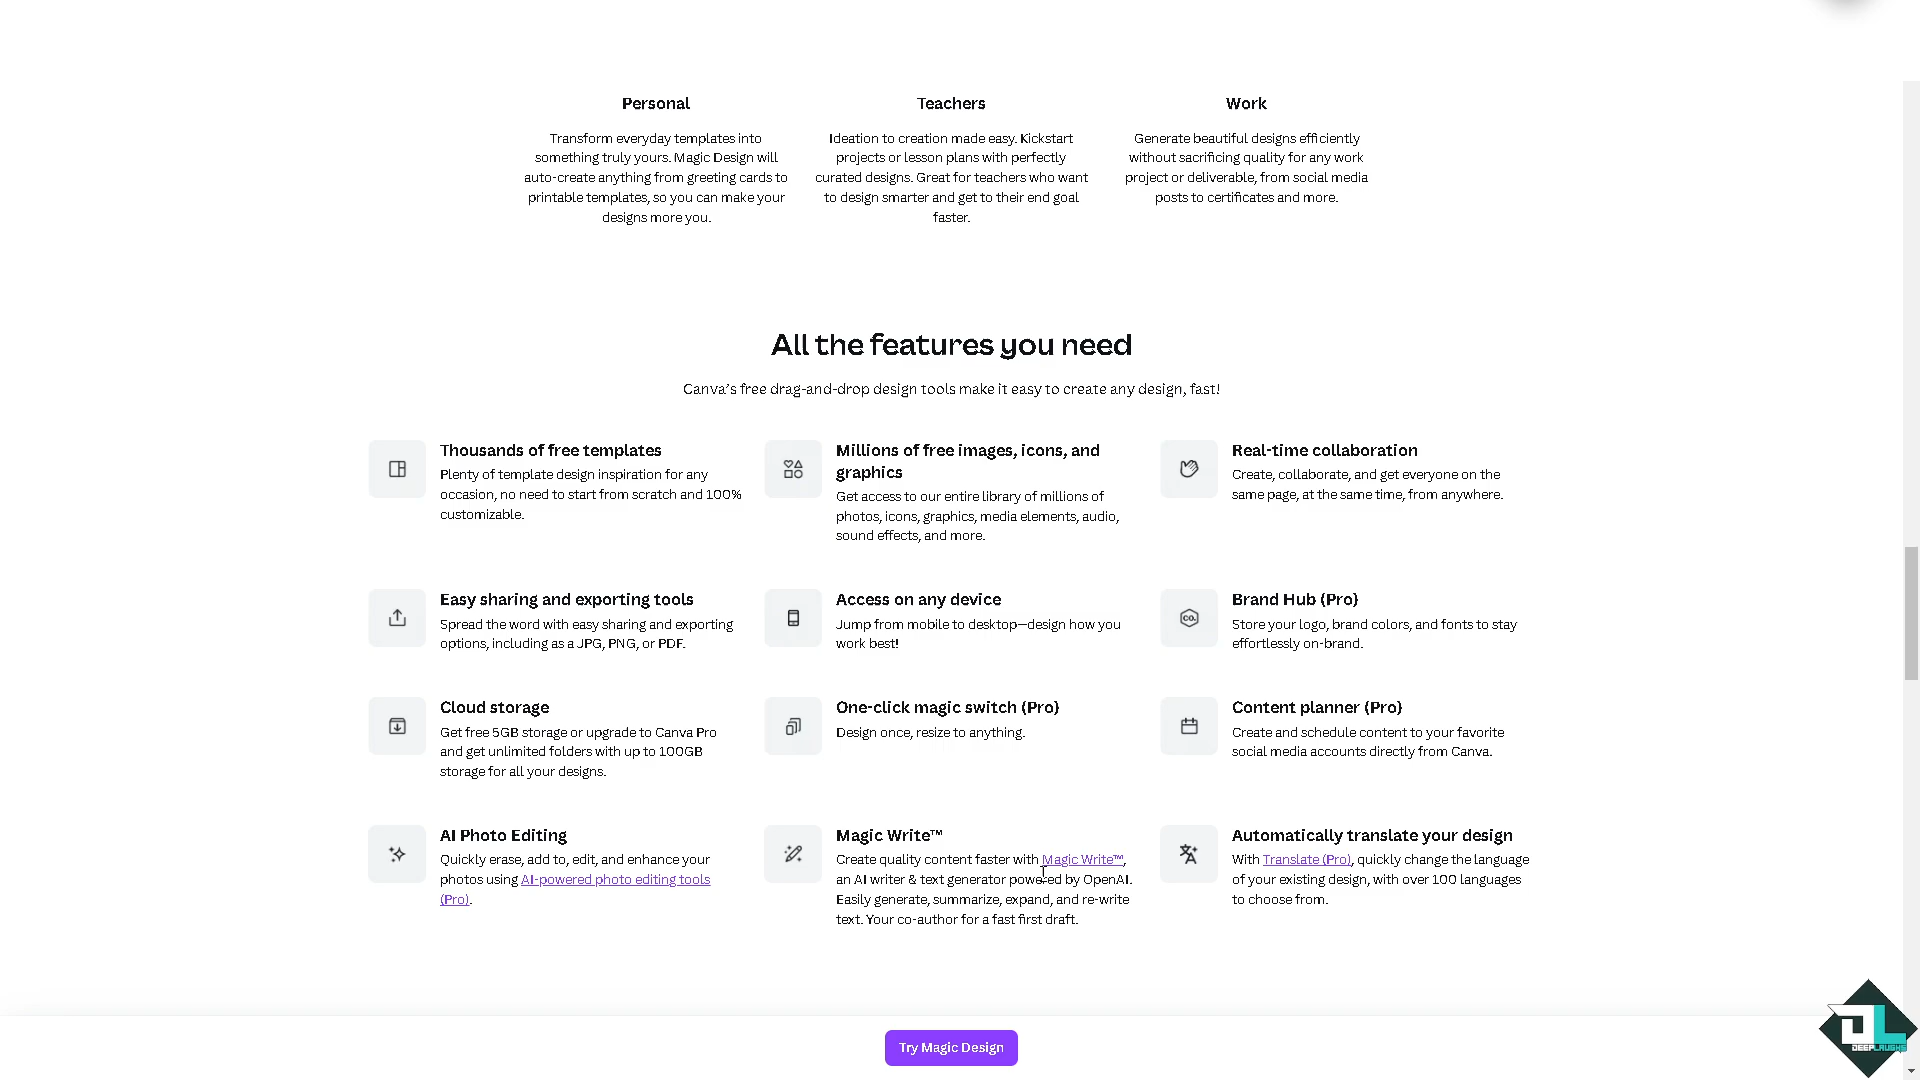 Personal
Transform everyday templates into
something truly yours. Magic Design will
auto-create anything from greeting cards to
printable templates, so you can make your
designs more you.
Teachers
Ideation to creation made easy. Kickstart
projects or lesson plans with perfectly
curated designs. Great for teachers who want
to design smarter and get to their end goal
faster.
Work
Generate beautiful designs efficiently
without sacrificing quality for any work
project or deliverable, from social media
posts to certificates and more.
All the features you need
Canva's free drag-and-drop design tools make it easy to create any design, fast!
Thousands of free templates
Plenty of template design inspiration for any
occasion, no need to start from scratch and 100%
customizable.
Millions of free images, icons, and
graphics
Get access to our entire library of millions of
photos, icons, graphics, media elements, audio,
sound effects, and more.
Real-time collaboration
Create, collaborate, and get everyone on the
same page, at the same time, from anywhere.
Easy sharing and exporting tools
Spread the word with easy sharing and exporting
options, including as a JPG, PNG, or PDF.
Access on any device
Jump from mobile to desktop—design how you
work best!
CO.
Brand Hub (Pro)
Store your logo, brand colors, and fonts to stay
effortlessly on-brand.
Cloud storage
Get free 5GB storage or upgrade to Canva Pro
and get unlimited folders with up to 100GB
storage for all your designs.
One-click magic switch (Pro)
Design once, resize to anything.
Content planner (Pro)
Create and schedule content to your favorite
social media accounts directly from Canva.
AI Photo Editing
Quickly erase, add to, edit, and enhance your
photos using AI-powered photo editing tools
(Pro).
Magic Write™
Create quality content faster with Magic Write™,
an AI writer & text generator powered by OpenAI.
Easily generate, summarize, expand, and re-write
text. Your co-author for a fast first draft.
Automatically translate your design
With Translate (Pro), quickly change the language
of your existing design, with over 100 languages
to choose from.
Try Magic Design
DEEPLAUGHS